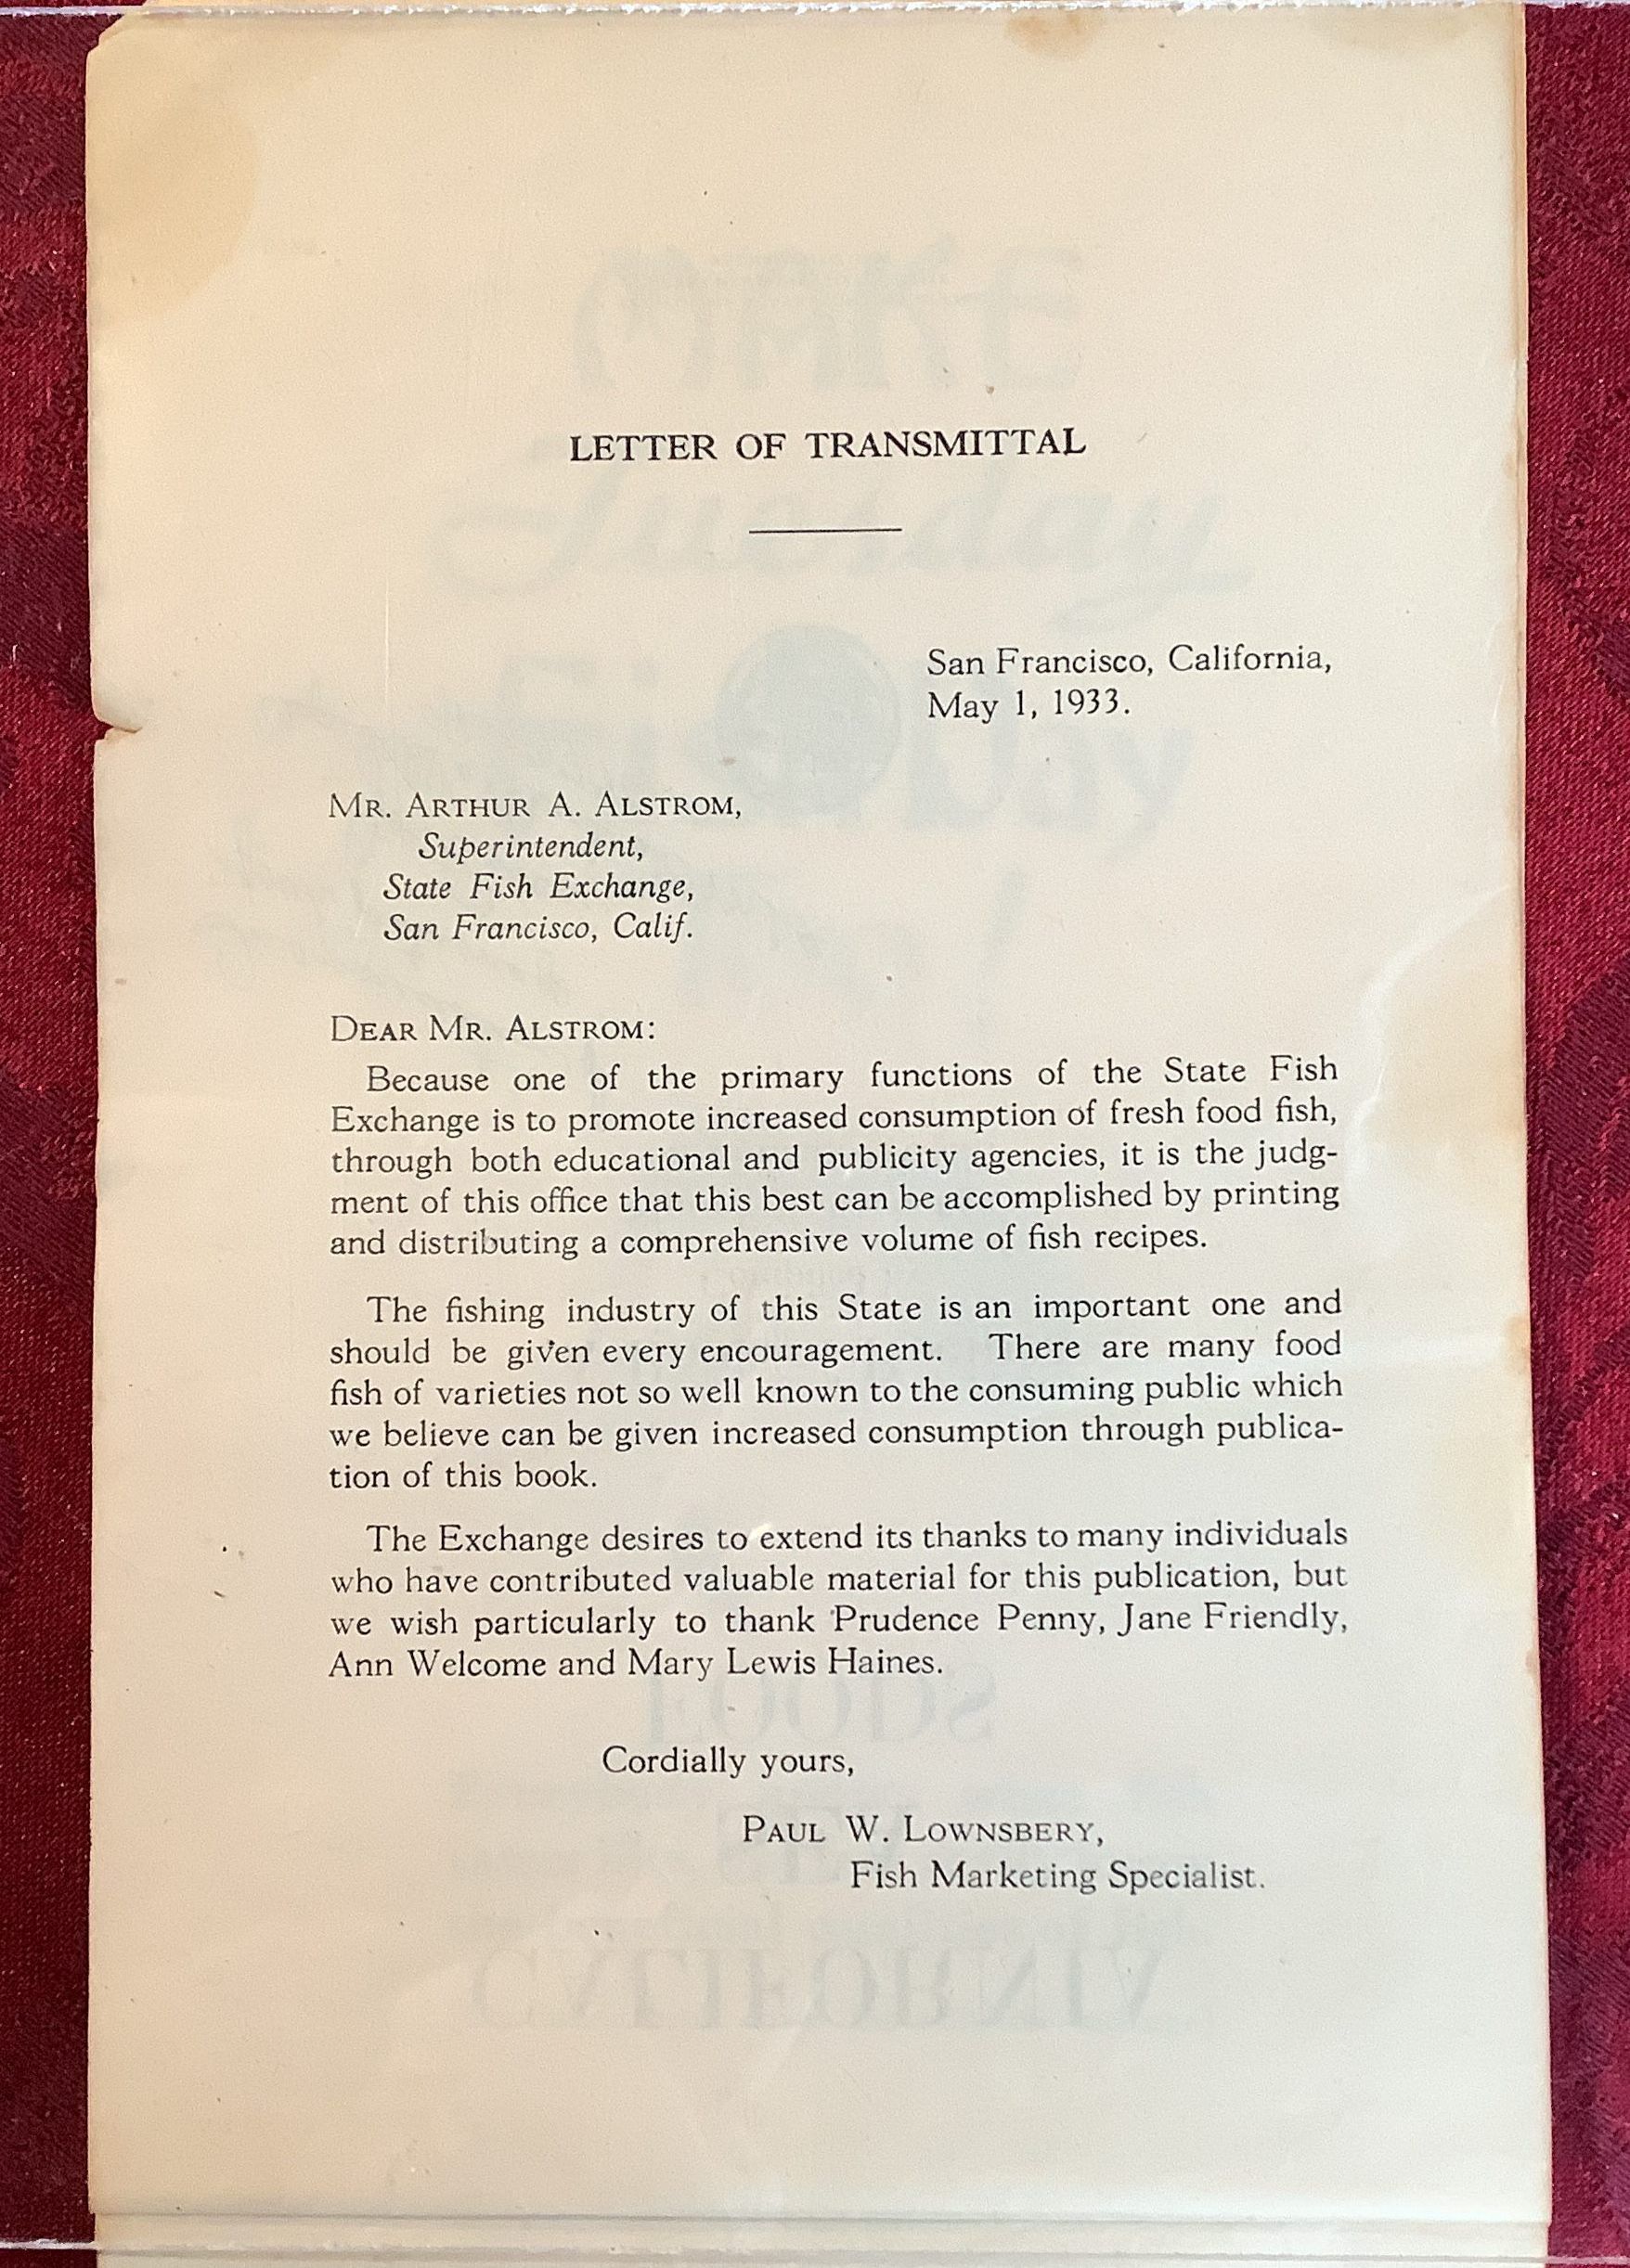 LETTER OF TRANSMITTAL
San Francisco, California,
May 1, 1933.
MR. ARTHUR A. ALSTROM,
Superintendent,
State Fish Exchange,
San Francisco, Calif.
DEAR MR. ALSTROM:
Because one of the primary functions of the State Fish
Exchange is to promote increased consumption of fresh food fish,
through both educational and publicity agencies, it is the judg-
ment of this office that this best can be accomplished by printing
and distributing a comprehensive volume of fish recipes.
The fishing industry of this State is an important one and
should be given every encouragement. There are many food
fish of varieties not so well known to the consuming public which
we believe can be given increased consumption through publica-
tion of this book.
The Exchange desires to extend its thanks to many individuals
who have contributed valuable material for this publication, but
we wish particularly to thank Prudence Penny, Jane Friendly,
Ann Welcome and Mary Lewis Haines.
Cordially yours,
PAUL W. LOWNSBERY,
Fish Marketing Specialist.